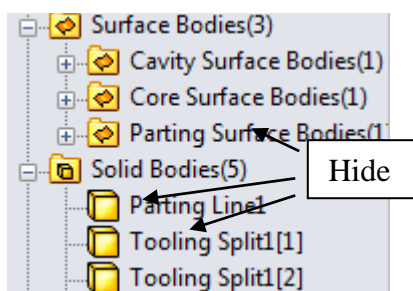 Surface Bodies(3)
Cavity Surface Bodies(1)
Core Surface Bodies(1)
Parting Surface Bodies(1
Solid Bodies(5)
Hide
Parting Line1
Tooling Split1[1]
Tooling Split1[2]